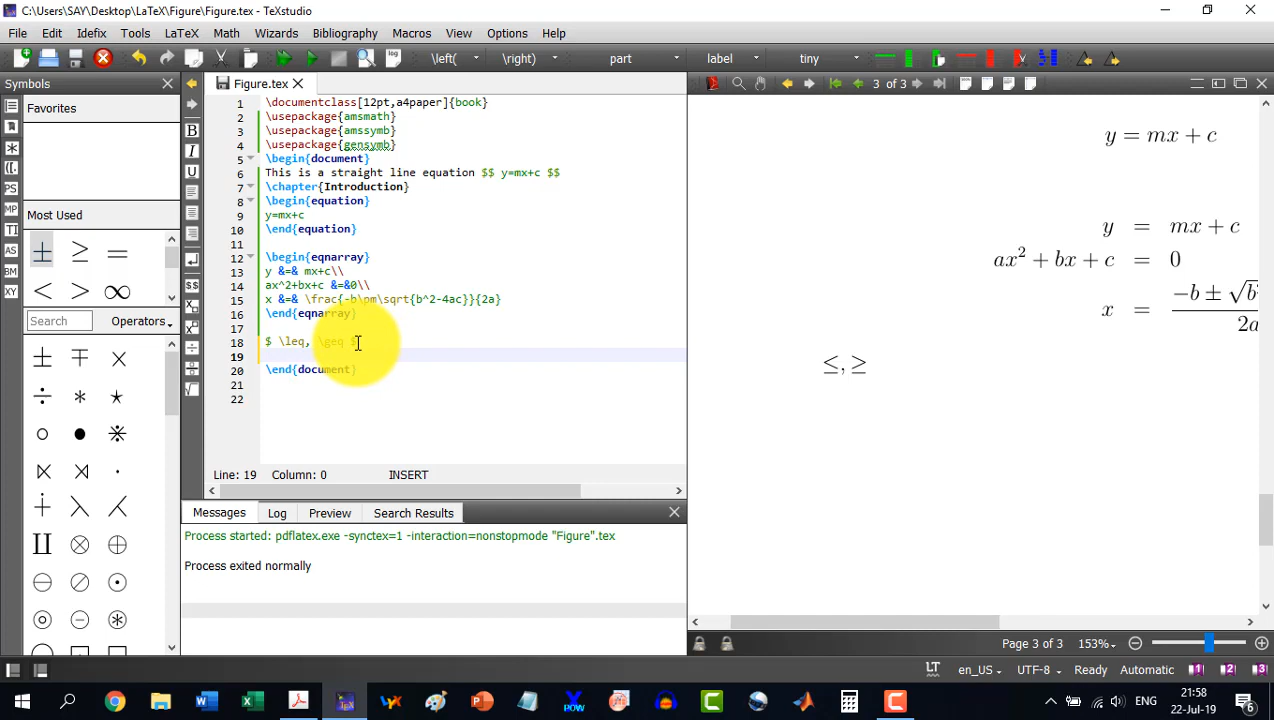 C:\Users\SAY\Desktop\LaTeX\Figure\Figure.tex - TeXstudio
File Edit Idefix Tools LaTeX Math Wizards Bibliography Macros View Options Help
\left( \right) part label tiny
Symbols
Figure.tex
3 of 3
Favorites
Most Used
± ≥ =
< > ∞
Search Operators
1 \documentclass[12pt,a4paper]{book}
2 \usepackage{amsmath}
3 \usepackage{amssymb}
4 \usepackage{gensymb}
5 \begin{document}
6 This is a straight line equation $$ y=mx+c $$
7 \chapter{Introduction}
8 \begin{equation}
9 y=mx+c
10 \end{equation}
11
12 \begin{eqnarray}
13 y &=& mx+c\\
14 ax^2+bx+c &=&0\\
15 x &=& \frac{-b\pm\sqrt{b^2-4ac}}{2a}
16 \end{eqnarray}
17
18 $ \leq, \geq $
19
20 \end{document}
21
22
Line: 19 Column: 0 INSERT
Messages Log Preview Search Results
Process started: pdflatex.exe -synctex=1 -interaction=nonstopmode "Figure".tex
Process exited normally
y = mx + c
y = mx + c
ax² + bx + c = 0
x = −b ± √b
2a
≤, ≥
Page 3 of 3 153%
LT en_US UTF-8 Ready Automatic 1 2 3
ENG 21:58
22-Jul-19 6